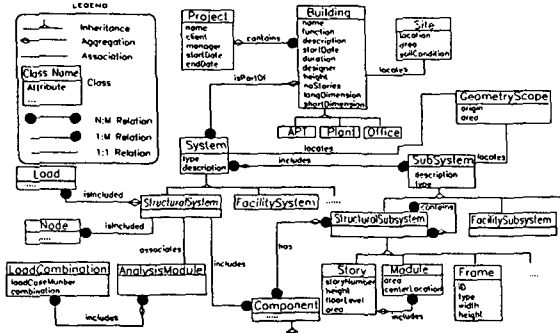 LEGEND
Inheritance
Aggregation
Association
Class Name
Attribute
....
Class
N:M Relation
1:M Relation
1:1 Relation
Project
name
client
manager
startDate
endDate
contains
Building
name
function
description
startDate
duration
designer
height
noStories
longDimension
shortDimension
Site
location
area
soilCondition
locates
isPartOf
APT
Plant
Office
GeometryScope
origin
area
System
type
description
locates
includes
locates
SubSystem
description
type
Load
....
isIncluded
StructuralSystem
FacilitySystem
....
Node
....
isIncluded
contains
StructuralSubsystem
FacilitySubsystem
associates
includes
has
LoadCombination
loadCaseNumber
combination
AnalysisModule
includes
Component
....
Story
storyNumber
height
floorLevel
area
Module
area
centerLocation
includes
Frame
ID
type
width
height
....